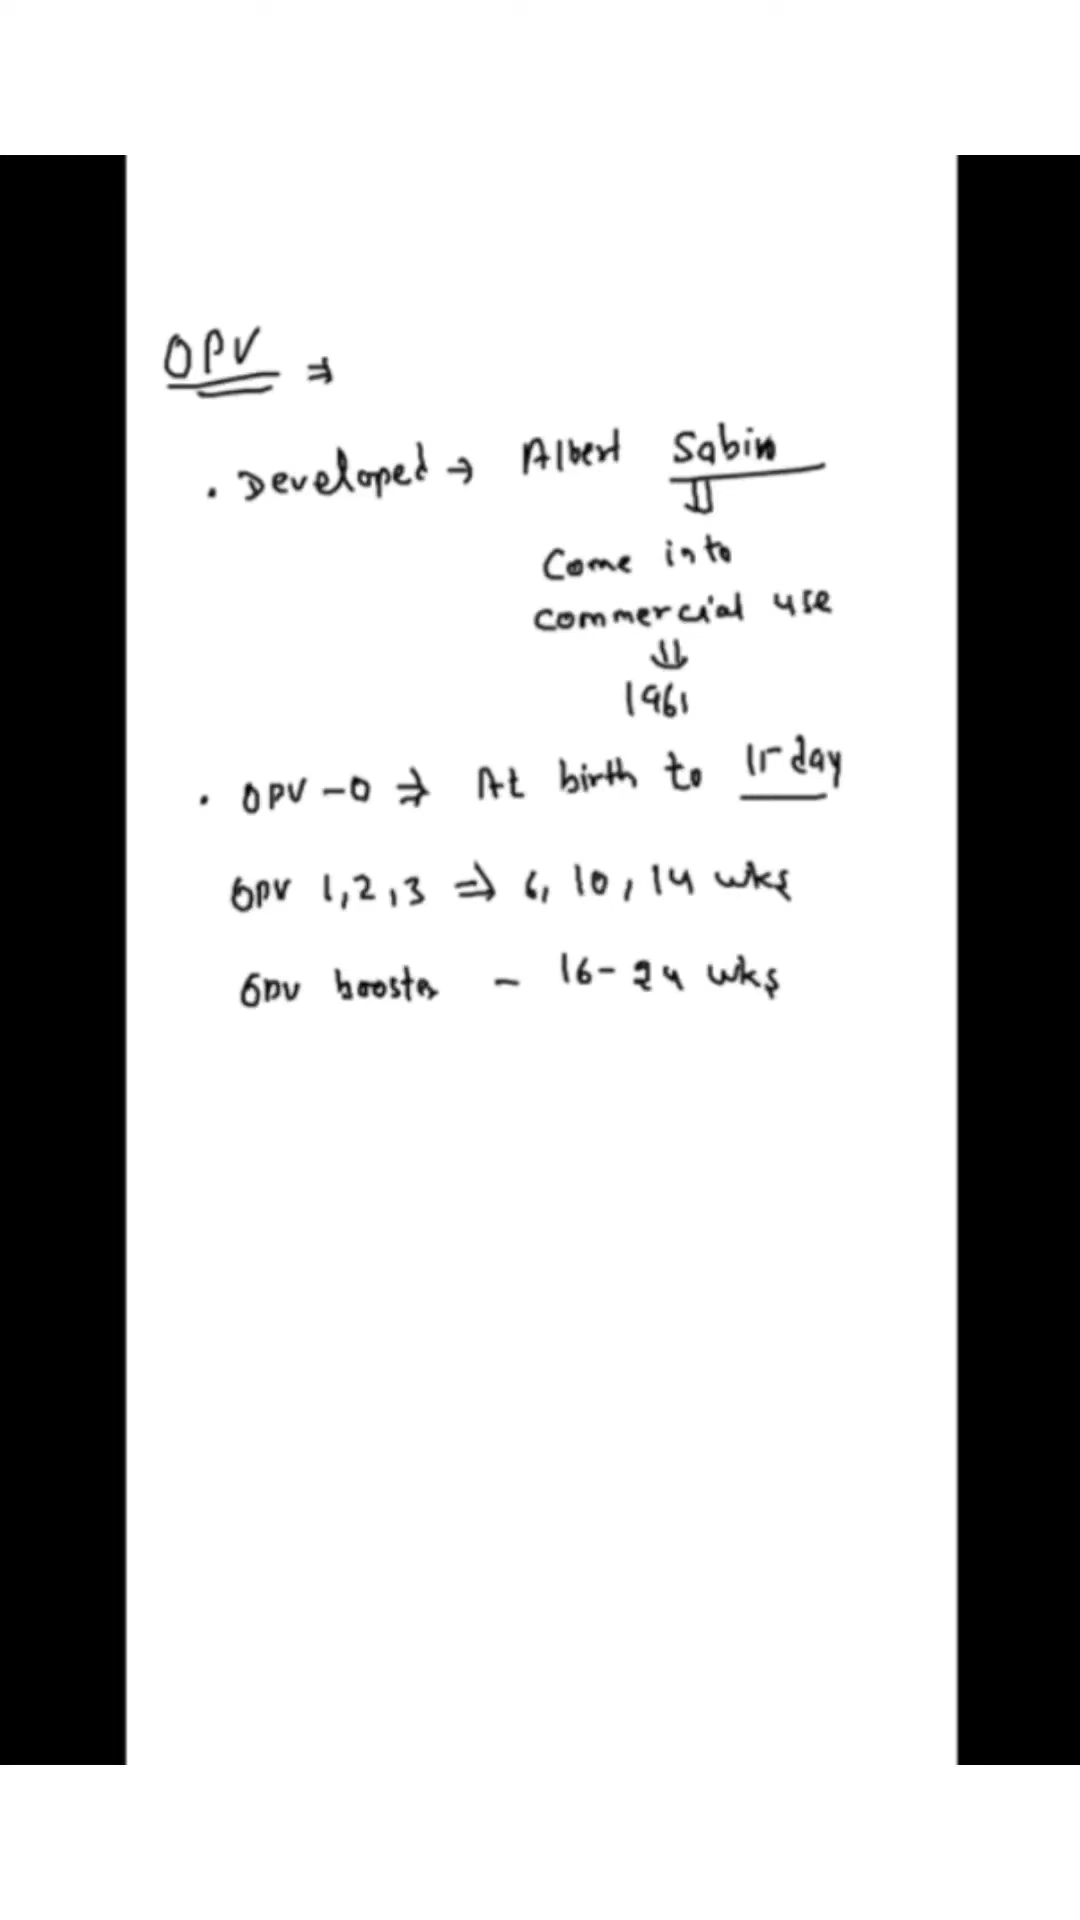 OPV ⇒
. Developed → Albert Sabin
⇓
Come into
commercial use
⇓
1961
. OPV - 0 ⇒ At birth to 15 day
OPV 1,2,3 ⇒ 6, 10, 14 wks
OPV booster - 16-24 wks